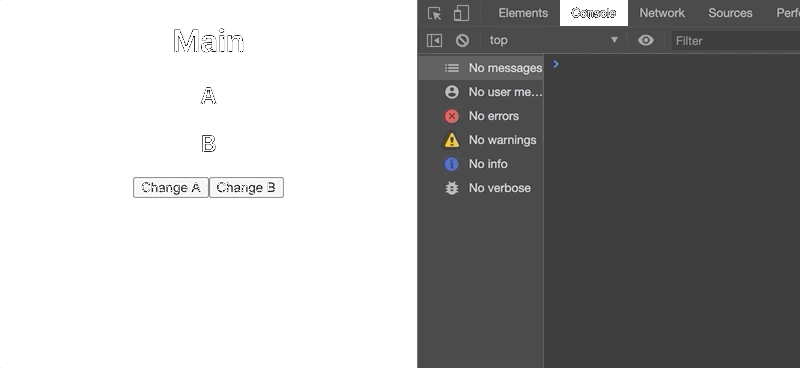 Main
A
B
Change A Change B
Elements Console Network Sources Perf
top Filter
No messages
No user me...
No errors
No warnings
No info
No verbose